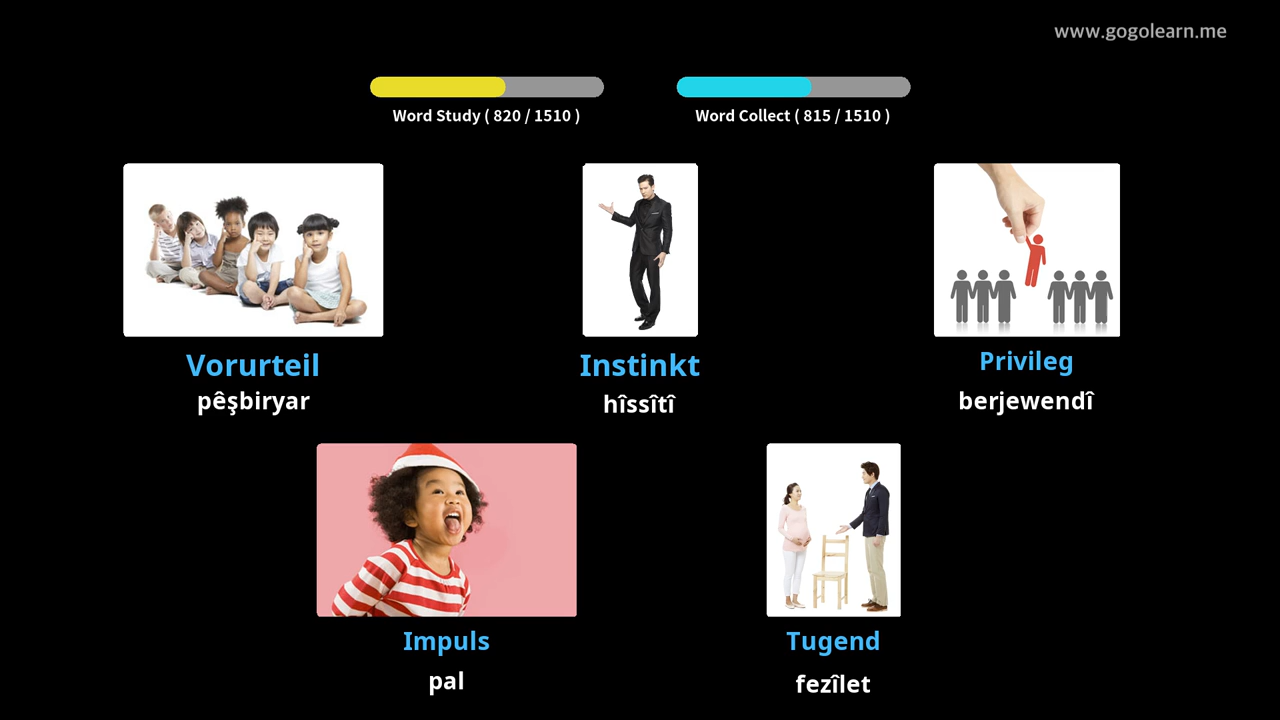 www.gogolearn.me
Word Study ( 820 / 1510 )
Word Collect ( 815 / 1510 )
Vorurteil
pêşbiryar
Instinkt
hîssîtî
Privileg
berjewendî
Impuls
pal
Tugend
fezîlet